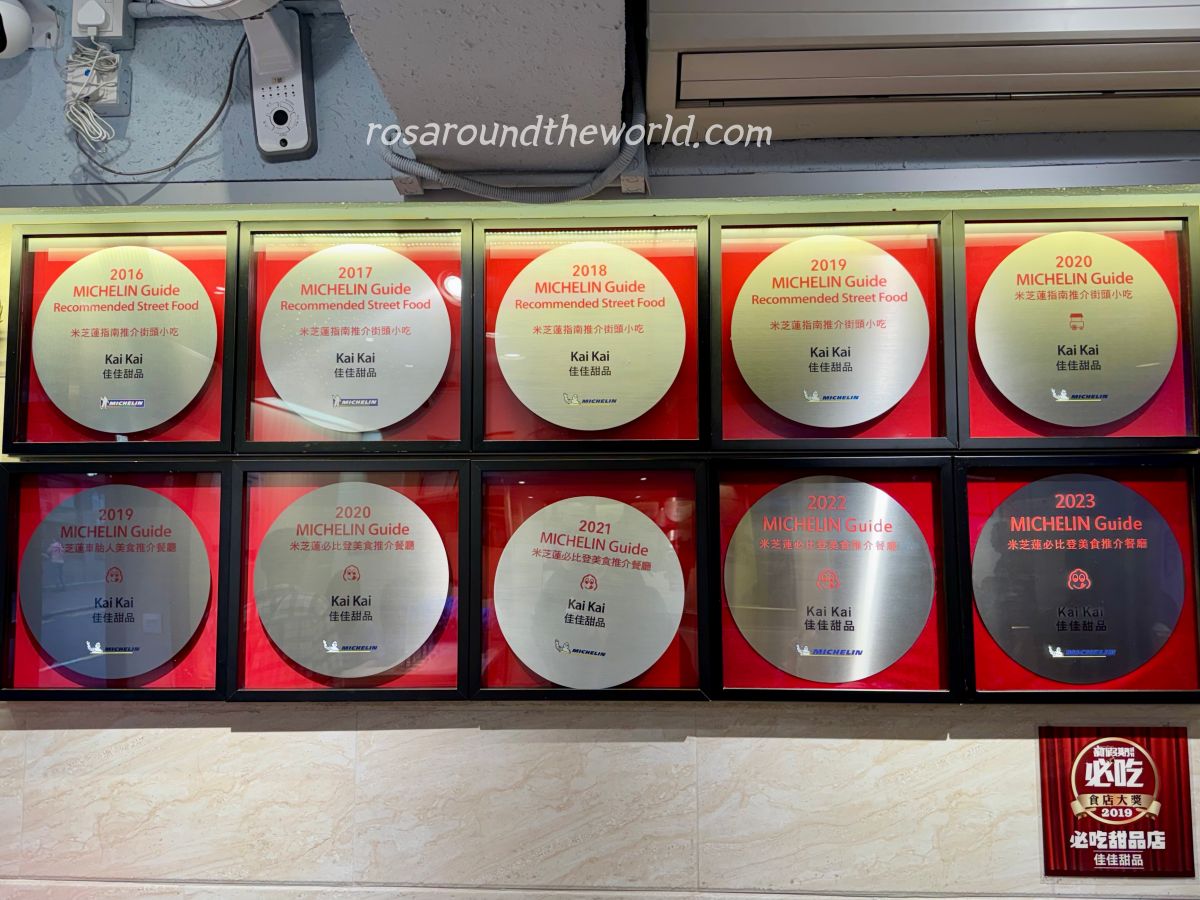 rosaroundtheworld.com
2016
MICHELIN Guide
Recommended Street Food
米芝蓮指南推介街頭小吃
Kai Kai
佳佳甜品
MICHELIN
2017
MICHELIN Guide
Recommended Street Food
米芝蓮指南推介街頭小吃
Kai Kai
佳佳甜品
MICHELIN
2018
MICHELIN Guide
Recommended Street Food
米芝蓮指南推介街頭小吃
Kai Kai
佳佳甜品
MICHELIN
2019
MICHELIN Guide
Recommended Street Food
米芝蓮指南推介街頭小吃
Kai Kai
佳佳甜品
MICHELIN
2020
MICHELIN Guide
米芝蓮指南推介街頭小吃
Kai Kai
佳佳甜品
MICHELIN
2019
MICHELIN Guide
米芝蓮車胎人美食推介餐廳
Kai Kai
佳佳甜品
MICHELIN
2020
MICHELIN Guide
米芝蓮必比登美食推介餐廳
Kai Kai
佳佳甜品
MICHELIN
2021
MICHELIN Guide
米芝蓮必比登美食推介餐廳
Kai Kai
佳佳甜品
MICHELIN
2022
MICHELIN Guide
米芝蓮必比登美食推介餐廳
Kai Kai
佳佳甜品
MICHELIN
2023
MICHELIN Guide
米芝蓮必比登美食推介餐廳
Kai Kai
佳佳甜品
MICHELIN
必吃
食店大獎
2019
必吃甜品店
佳佳甜品